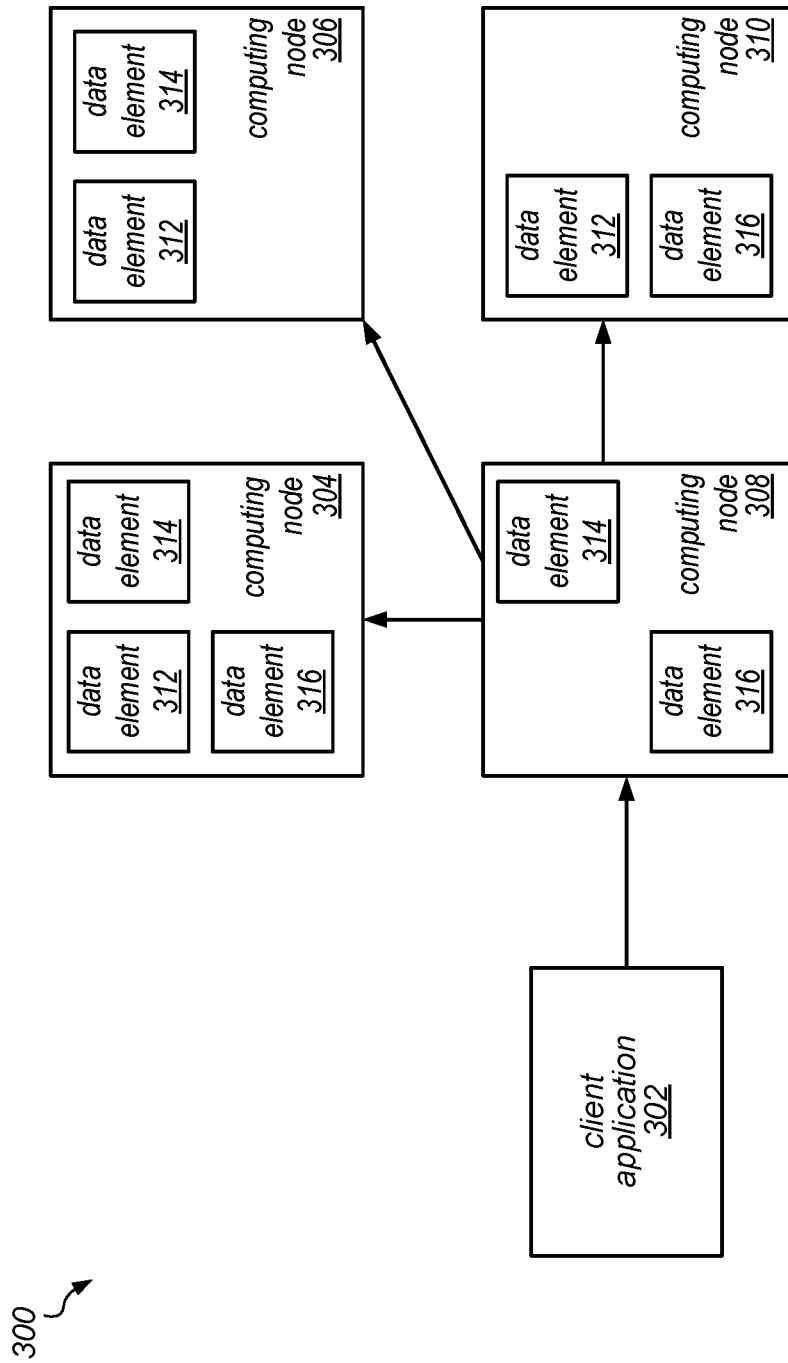 300
data
element
312
data
element
314
data
element
316
computing
node
304
data
element
312
data
element
314
computing
node
306
client
application
302
data
element
314
data
element
316
computing
node
308
data
element
312
data
element
316
computing
node
310